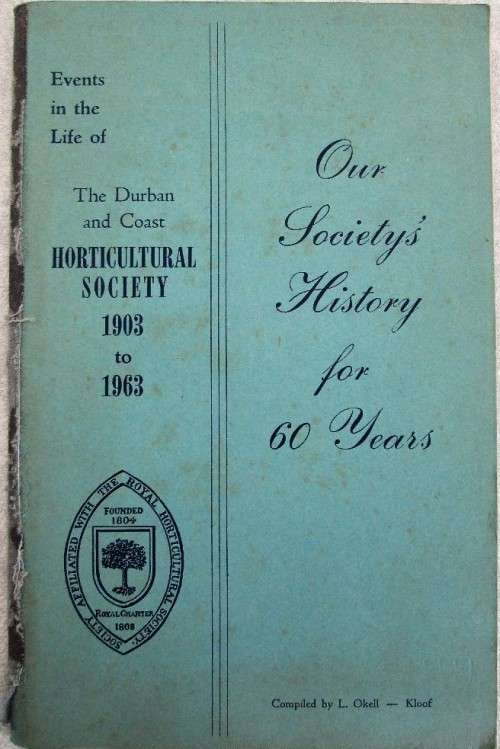 Events
in the
Life of
The Durban
and Coast
HORTICULTURAL
SOCIETY
1903
to
1963
Our
Society's
History
for
60 Years
SOCIETY AFFILIATED WITH THE ROYAL HORTICULTURAL SOCIETY.
FOUNDED
1804
ROYAL CHARTER
1809
Compiled by L. Okell — Kloof